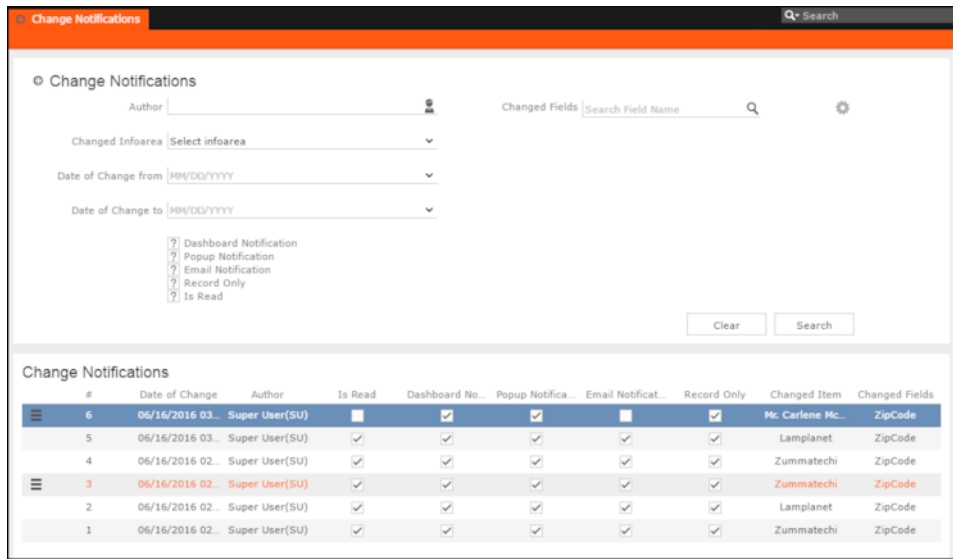 Change Notifications
Search
Change Notifications
Author
Changed Fields Search Field Name
Changed Infoarea Select infoarea
Date of Change from MM/DD/YYYY
Date of Change to MM/DD/YYYY
? Dashboard Notification
? Popup Notification
? Email Notification
? Record Only
? Is Read
Clear Search
Change Notifications
# Date of Change Author Is Read Dashboard No... Popup Notifica... Email Notificat... Record Only Changed Item Changed Fields
6 06/16/2016 03... Super User(SU) Mr. Carlene Mc... ZipCode
5 06/16/2016 03... Super User(SU) Lamplanet ZipCode
4 06/16/2016 02... Super User(SU) Zummatechi ZipCode
3 06/16/2016 02... Super User(SU) Zummatechi ZipCode
2 06/16/2016 02... Super User(SU) Lamplanet ZipCode
1 06/16/2016 02... Super User(SU) Zummatechi ZipCode